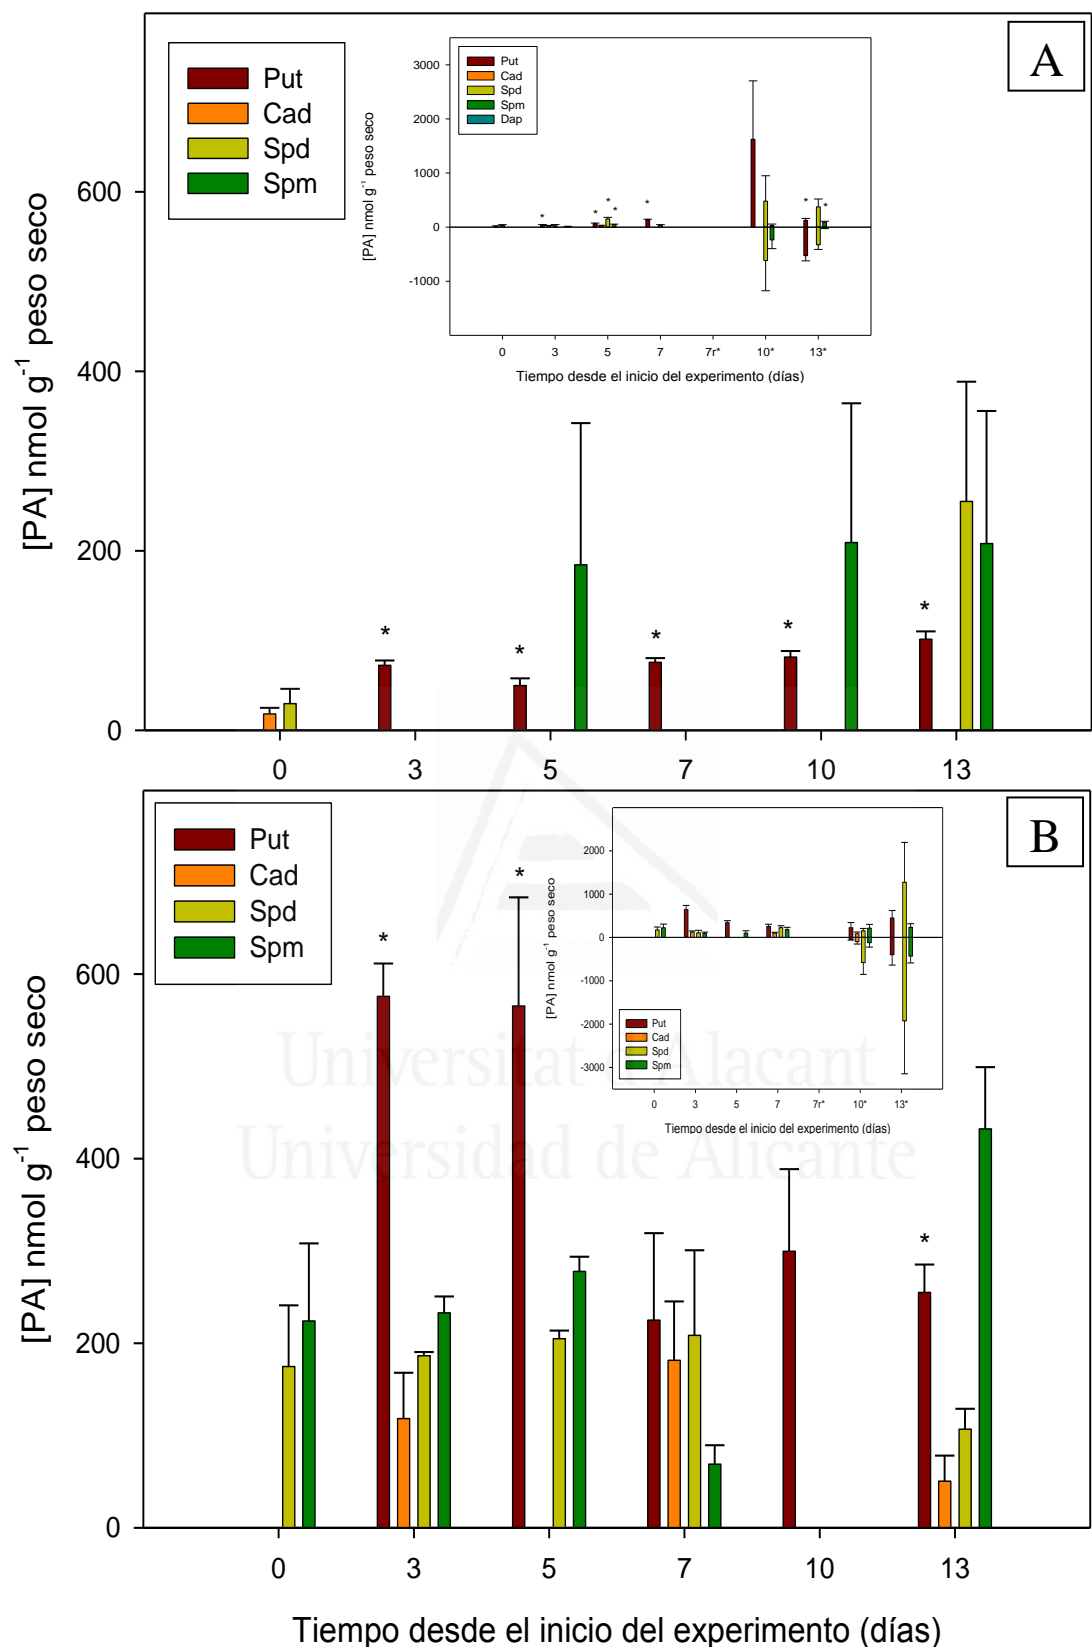 A
Put
Cad
Spd
Spm
[PA] nmol g⁻¹ peso seco
600
400
200
0
0 3 5 7 10 13
* * * * *
Put
Cad
Spd
Spm
Dap
[PA] nmol g⁻¹ peso seco
3000
2000
1000
0
-1000
* * * * * * *
0 3 5 7 7r* 10* 13*
Tiempo desde el inicio del experimento (días)
B
Put
Cad
Spd
Spm
[PA] nmol g⁻¹ peso seco
600
400
200
0
* * *
0 3 5 7 10 13
[PA] nmol g⁻¹ peso seco
2000
1000
0
-1000
-2000
-3000
Put
Cad
Spd
Spm
0 3 5 7 7r* 10* 13*
Tiempo desde el inicio del experimento (días)
Universitat d'Alacant
Universidad de Alicante
Tiempo desde el inicio del experimento (días)